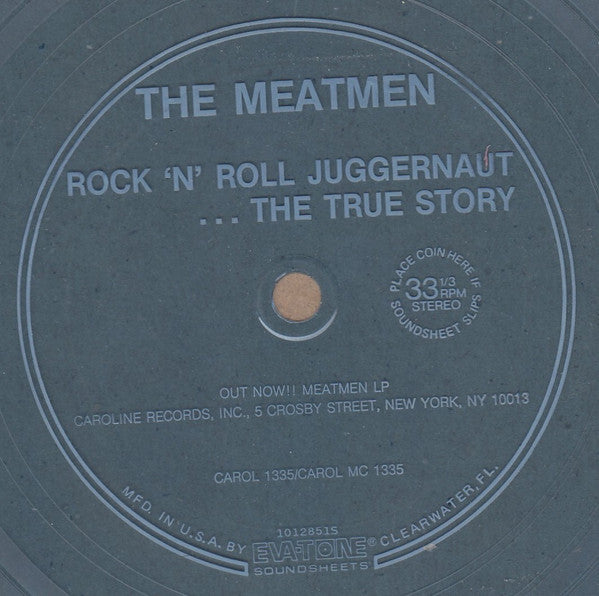 THE MEATMEN
ROCK 'N' ROLL JUGGERNAUT
...THE TRUE STORY
PLACE COIN HERE IF
SOUNDSHEET SLIPS
33 1/3
RPM
STEREO
OUT NOW!! MEATMEN LP
CAROLINE RECORDS, INC., 5 CROSBY STREET, NEW YORK, NY 10013
CAROL 1335/CAROL MC 1335
1012851S
MFD. IN U.S.A. BY EVA-TONE® CLEARWATER, FL.
SOUNDSHEETS